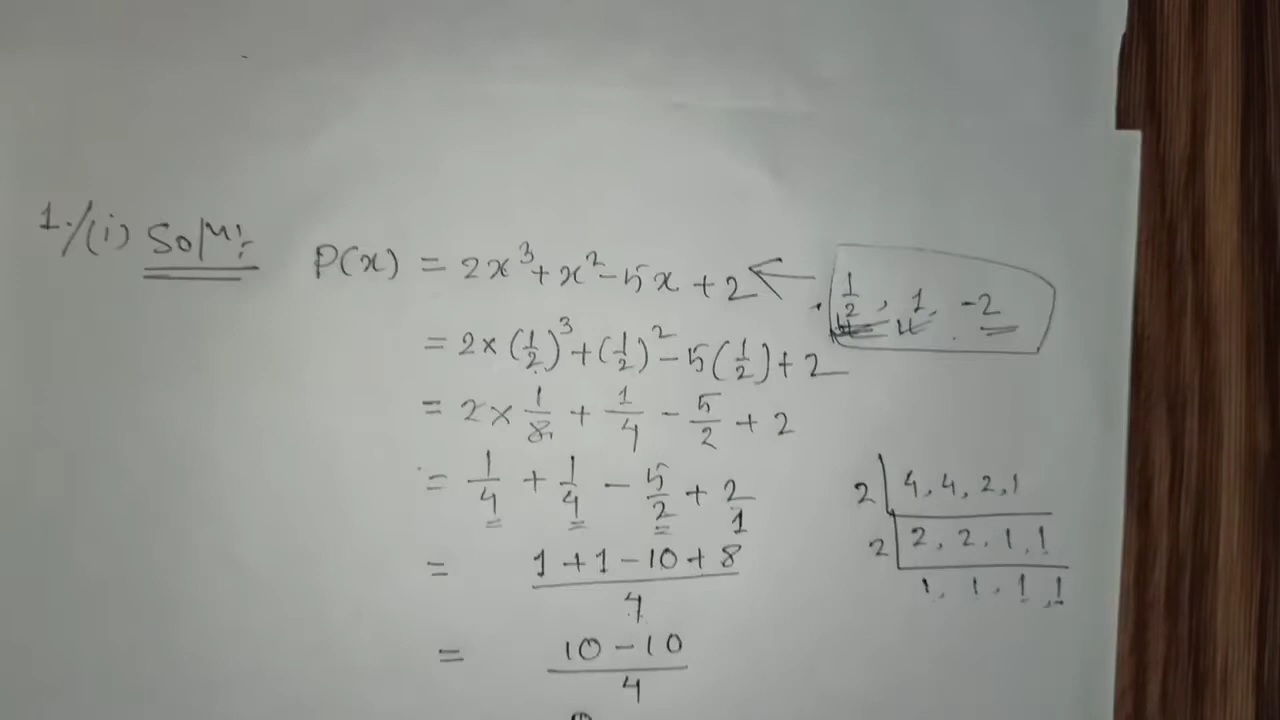 1./(i) Solⁿ:
P(x) = 2x³+x²-5x+2 ← 1/2, 1, -2
= 2×(1/2)³+(1/2)²-5(1/2)+2
= 2×1/8 + 1/4 - 5/2 + 2
= 1/4 + 1/4 - 5/2 + 2/1
= (1+1-10+8)/4
= (10-10)/4
2 | 4, 4, 2, 1
2 | 2, 2, 1, 1
1, 1, 1, 1